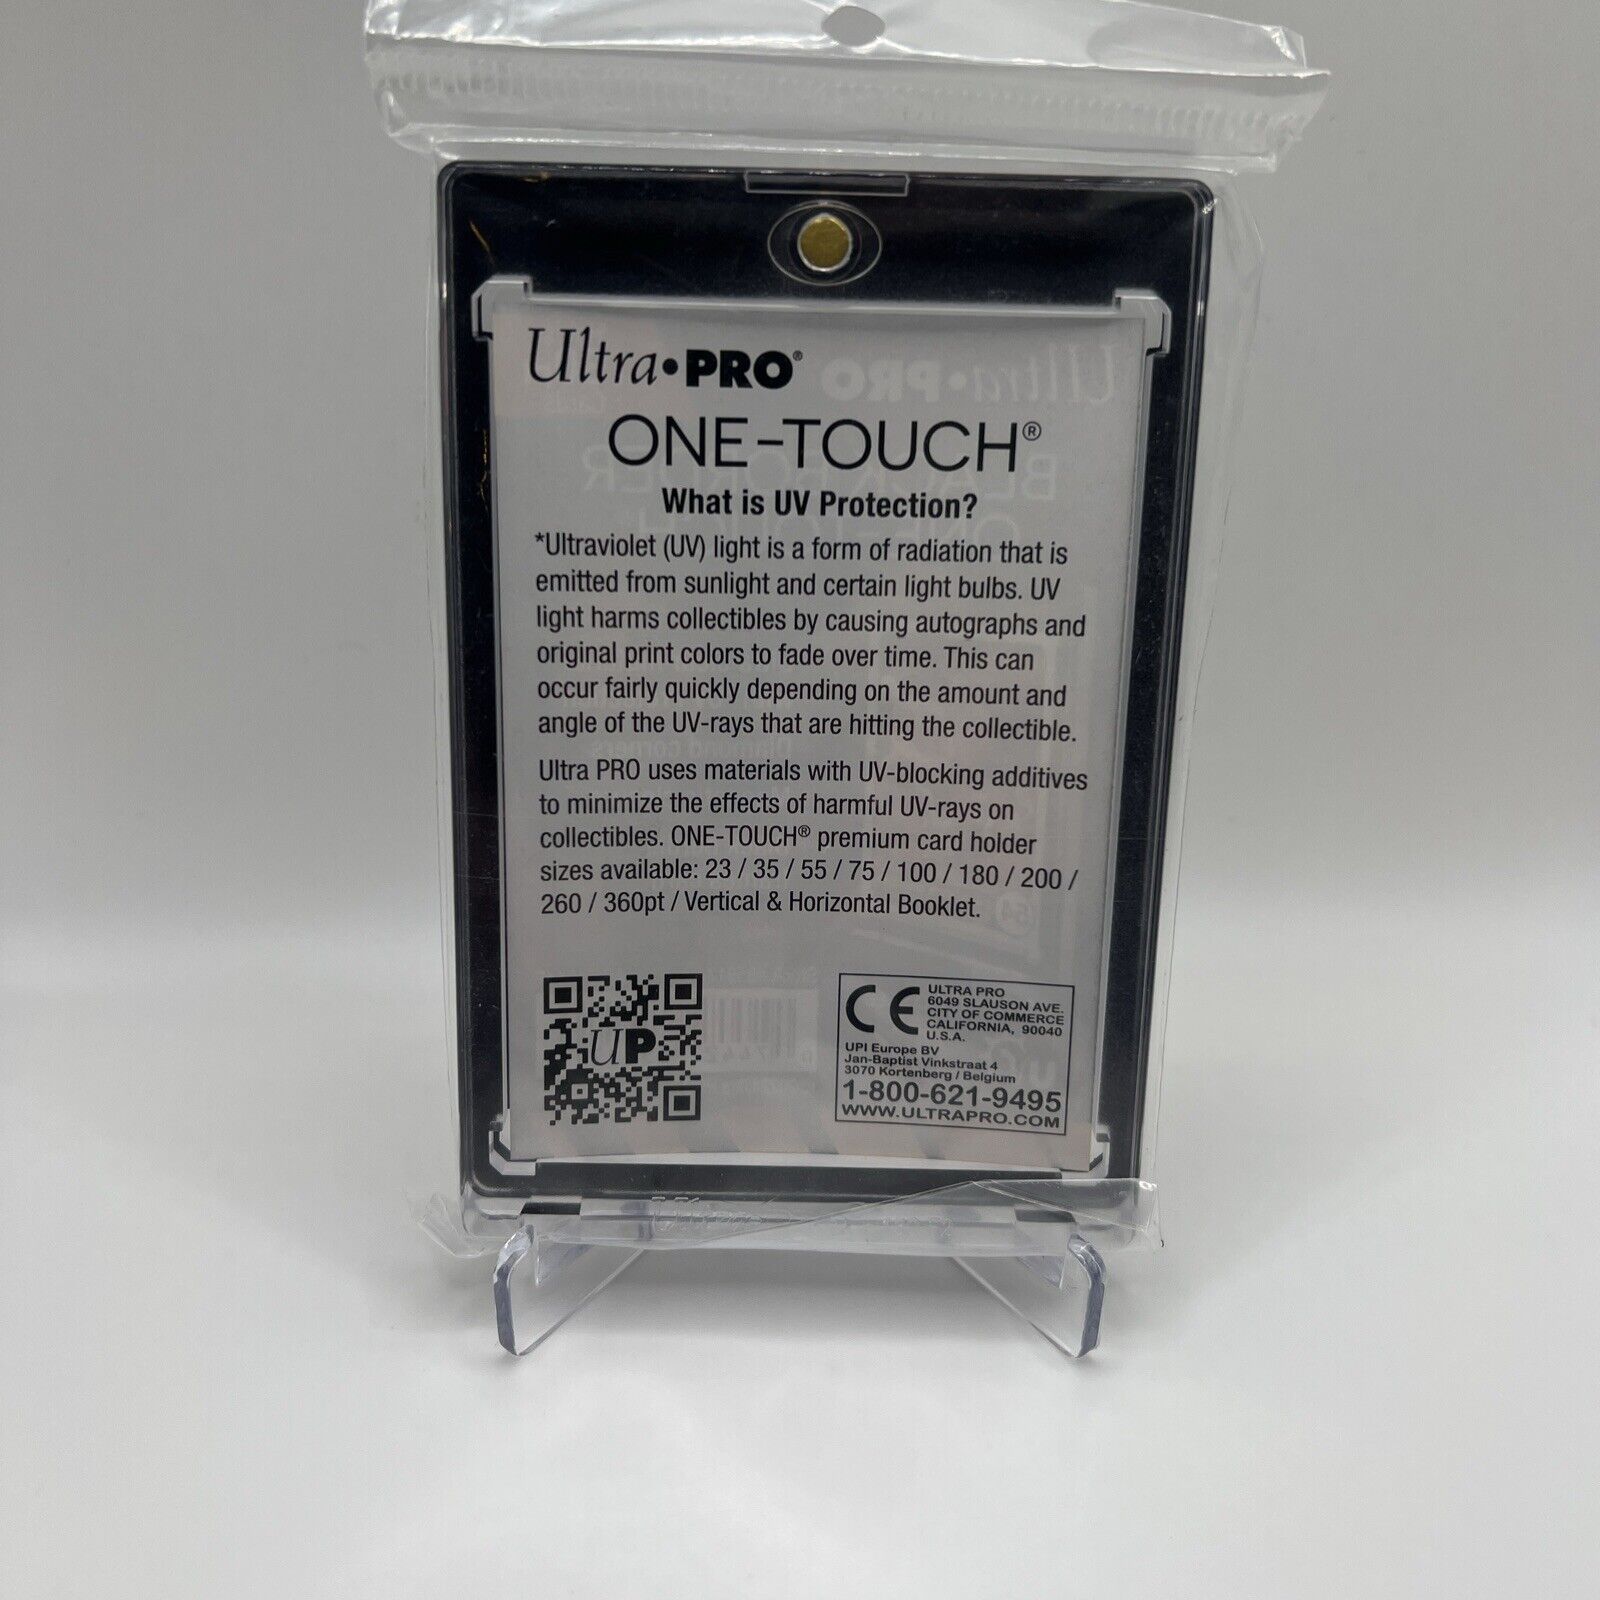 Ultra•PRO®
ONE-TOUCH®
What is UV Protection?
*Ultraviolet (UV) light is a form of radiation that is
emitted from sunlight and certain light bulbs. UV
light harms collectibles by causing autographs and
original print colors to fade over time. This can
occur fairly quickly depending on the amount and
angle of the UV-rays that are hitting the collectible.
Ultra PRO uses materials with UV-blocking additives
to minimize the effects of harmful UV-rays on
collectibles. ONE-TOUCH® premium card holder
sizes available: 23 / 35 / 55 / 75 / 100 / 180 / 200 /
260 / 360pt / Vertical & Horizontal Booklet.
UP
CE
ULTRA PRO
6049 SLAUSON AVE.
CITY OF COMMERCE
CALIFORNIA, 90040
U.S.A.
UPI Europe BV
Jan-Baptist Vinkstraat 4
3070 Kortenberg / Belgium
1-800-621-9495
WWW.ULTRAPRO.COM